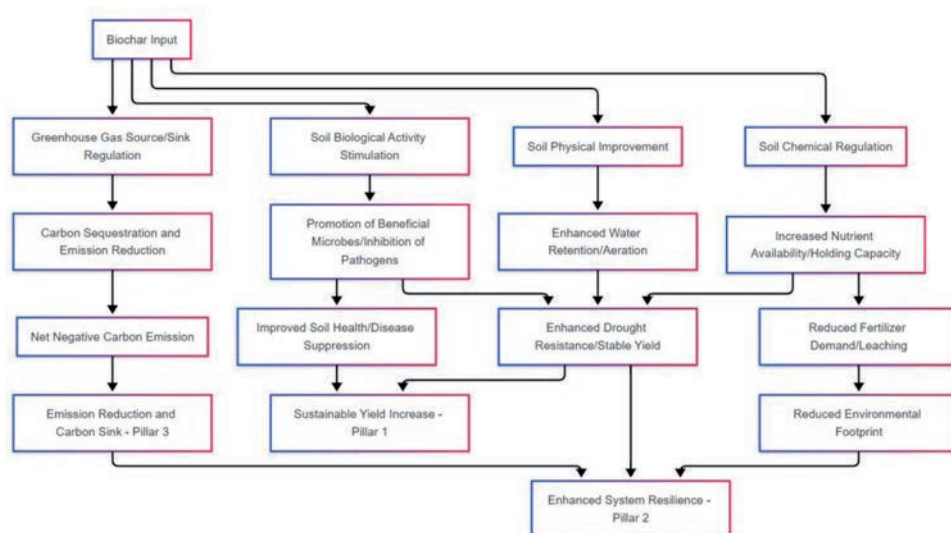 Biochar Input
Greenhouse Gas Source/Sink
Regulation
Soil Biological Activity
Stimulation
Soil Physical Improvement
Soil Chemical Regulation
Carbon Sequestration and
Emission Reduction
Promotion of Beneficial
Microbes/Inhibition of
Pathogens
Enhanced Water
Retention/Aeration
Increased Nutrient
Availability/Holding Capacity
Net Negative Carbon Emission
Improved Soil Health/Disease
Suppression
Enhanced Drought
Resistance/Stable Yield
Reduced Fertilizer
Demand/Leaching
Emission Reduction and
Carbon Sink - Pillar 3
Sustainable Yield Increase -
Pillar 1
Reduced Environmental
Footprint
Enhanced System Resilience -
Pillar 2